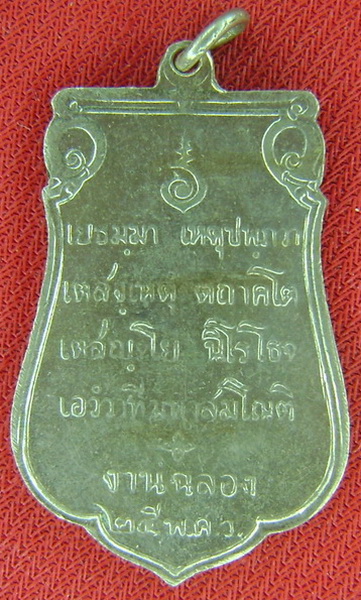 เยธมฺมา เหตุปฺพฺภวา
เตสํเหตุํ ตถาคโต
เตสญฺโย นิโรโธจ
เอวํวาทีมหาสมโณติ
งานฉลอง
๒๕ พ.ศ.ว.